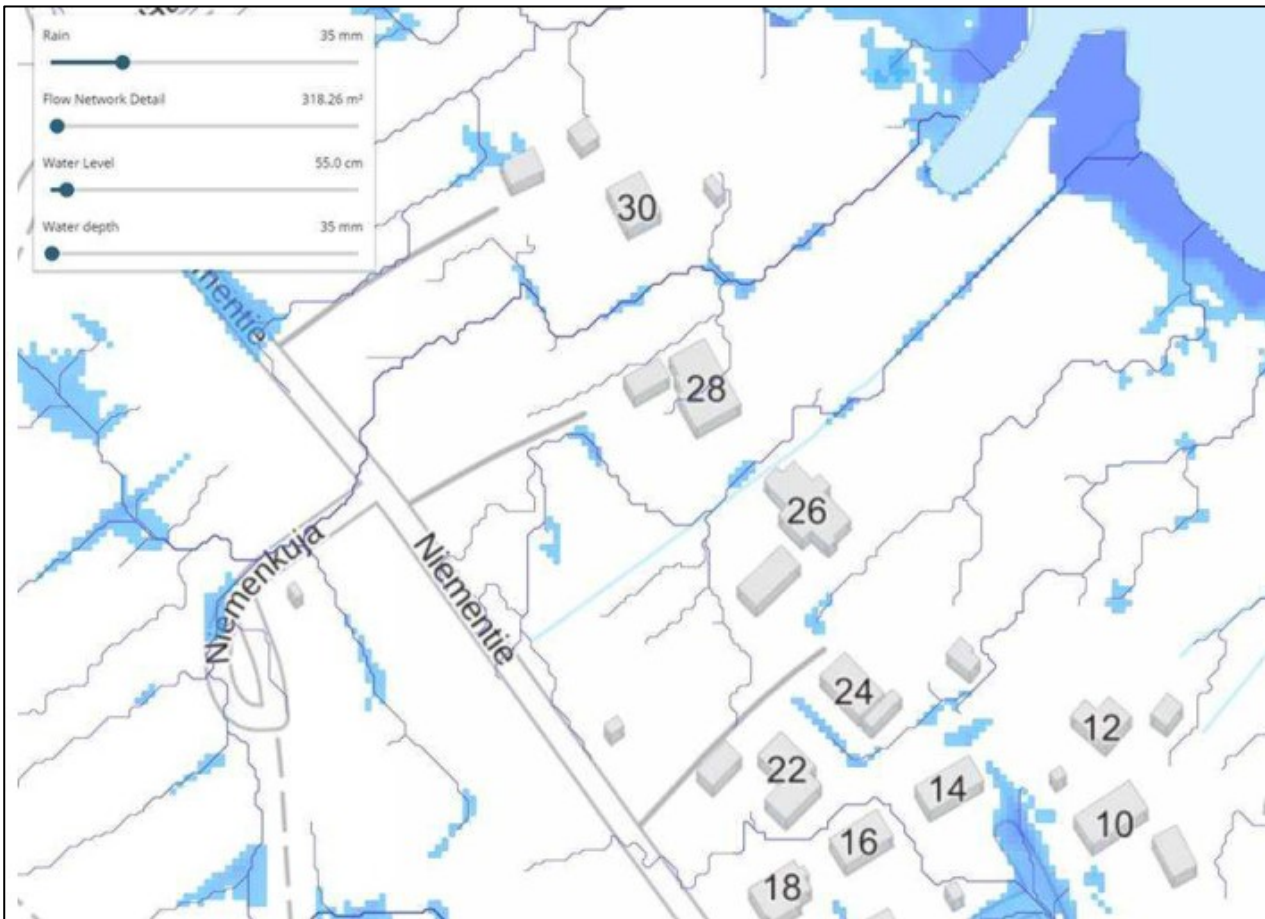 Rain 35 mm
Flow Network Detail 318.26 m²
Water Level 55.0 cm
Water depth 35 mm
mentie
30
28
26
Niemenkuja
Niementie
24
12
22
14
10
16
18